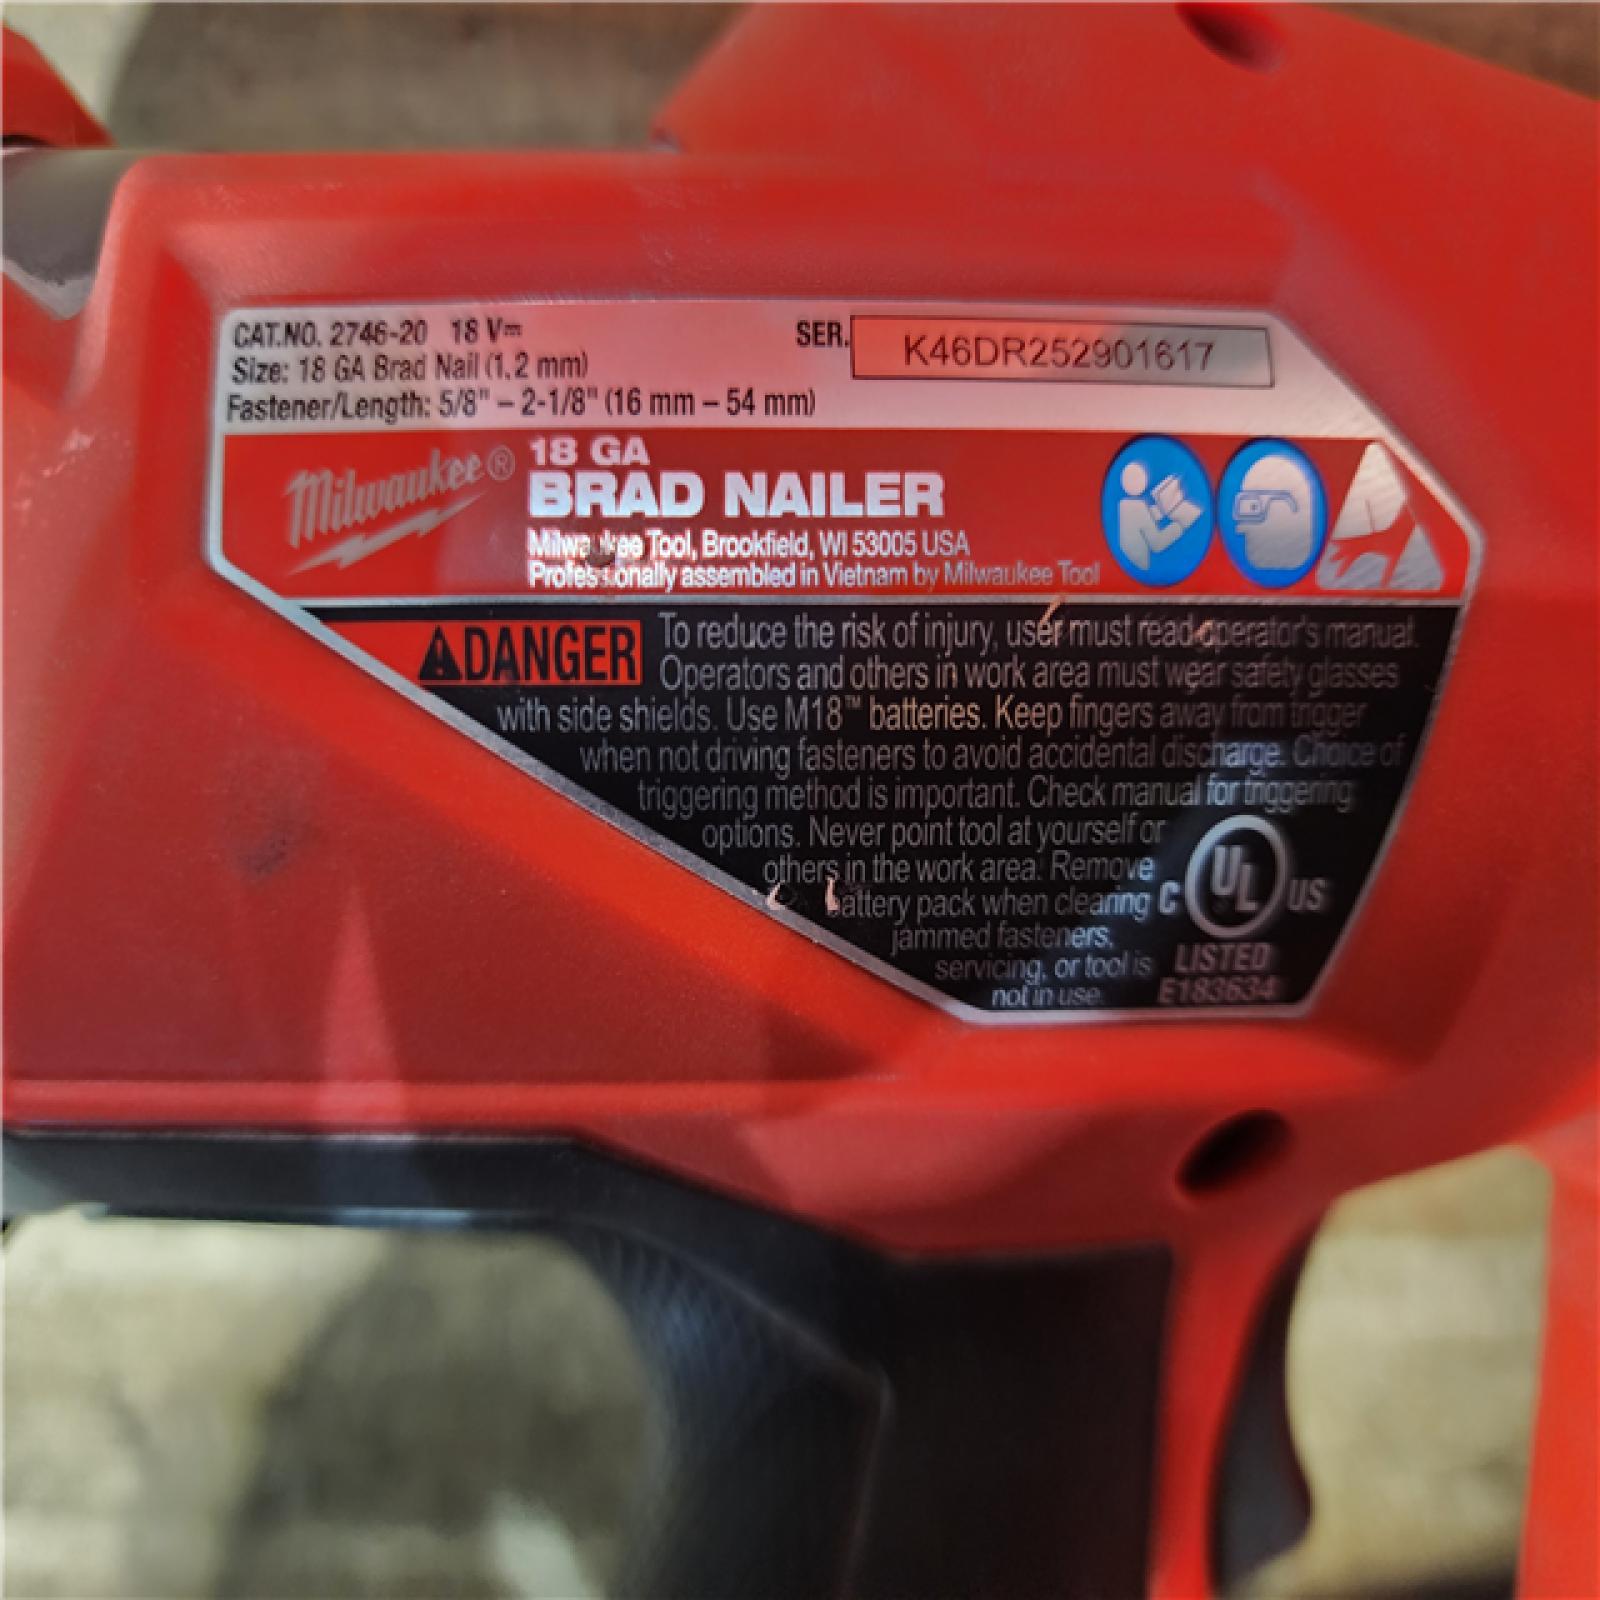 CAT.NO. 2746-20 18 V⎓
Size: 18 GA Brad Nail (1,2 mm)
Fastener/Length: 5/8" – 2-1/8" (16 mm – 54 mm)
SER. K46DR252901617
Milwaukee®
18 GA
BRAD NAILER
Milwaukee Tool, Brookfield, WI 53005 USA
Professionally assembled in Vietnam by Milwaukee Tool
DANGER
To reduce the risk of injury, user must read operator's manual.
Operators and others in work area must wear safety glasses
with side shields. Use M18™ batteries. Keep fingers away from trigger
when not driving fasteners to avoid accidental discharge. Choice of
triggering method is important. Check manual for triggering
options. Never point tool at yourself or
others in the work area. Remove
battery pack when clearing
jammed fasteners,
servicing, or tool is
not in use.
C UL US
LISTED
E183634